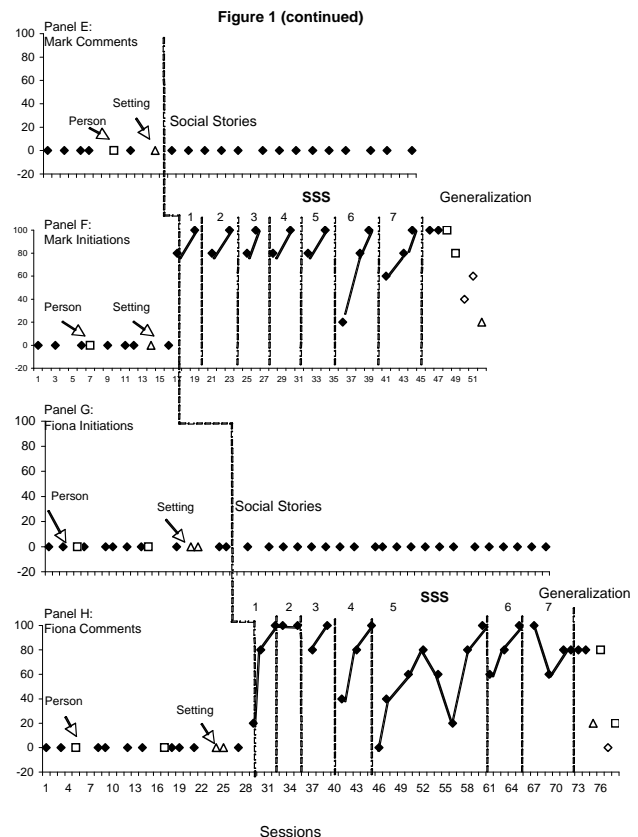 Figure 1 (continued)
Panel E:
Mark Comments
100
80
60
40
20
0
-20
Person
Setting
Social Stories
SSS
Generalization
Panel F:
Mark Initiations
1 2 3 4 5 6 7
100
80
60
40
20
0
-20
Person
Setting
1 3 5 7 9 11 13 15 17 19 21 23 25 27 29 31 33 35 37 39 41 43 45 47 49 51
Panel G:
Fiona Initiations
100
80
60
40
20
0
-20
Person
Setting
Social Stories
SSS
Generalization
Panel H:
Fiona Comments
1 2 3 4 5 6 7
100
80
60
40
20
0
-20
Person
Setting
1 4 7 10 13 16 19 22 25 28 31 34 37 40 43 46 49 52 55 58 61 64 67 70 73 76
Sessions